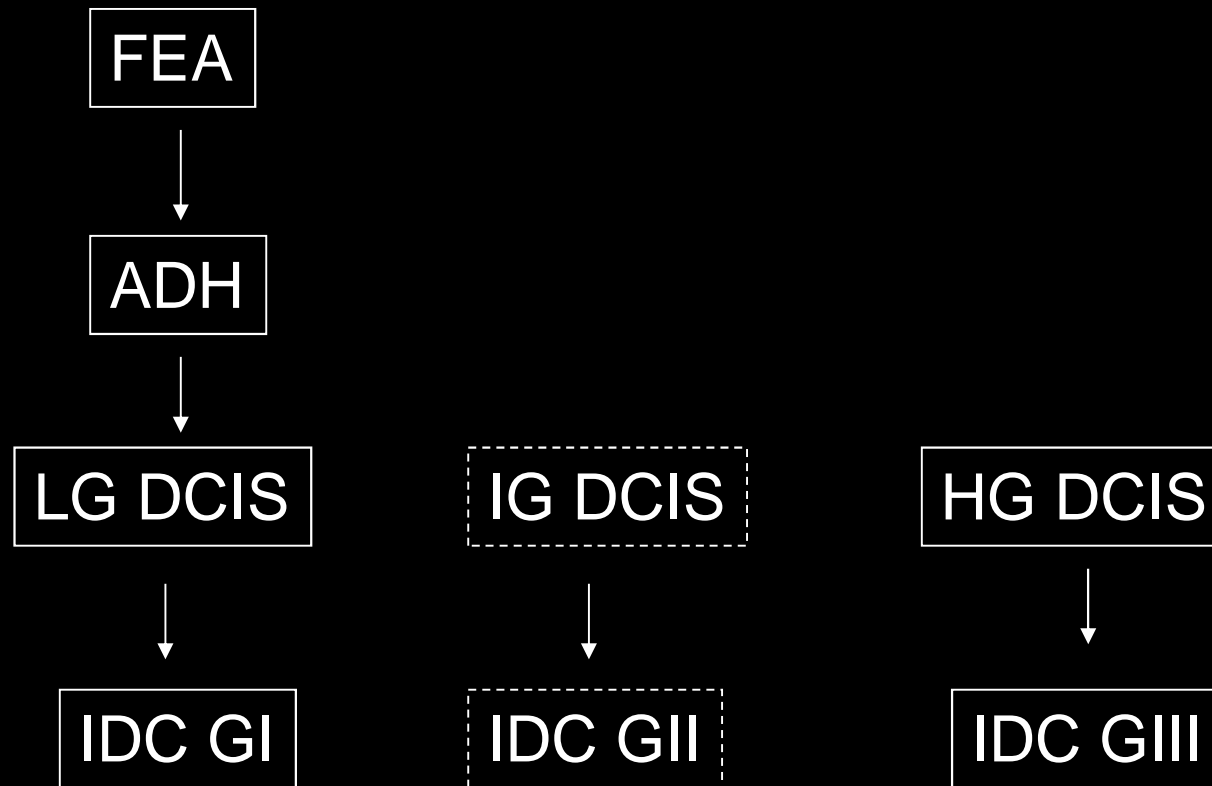 FEA
ADH
LG DCIS
IG DCIS
HG DCIS
IDC GI
IDC GII
IDC GIII